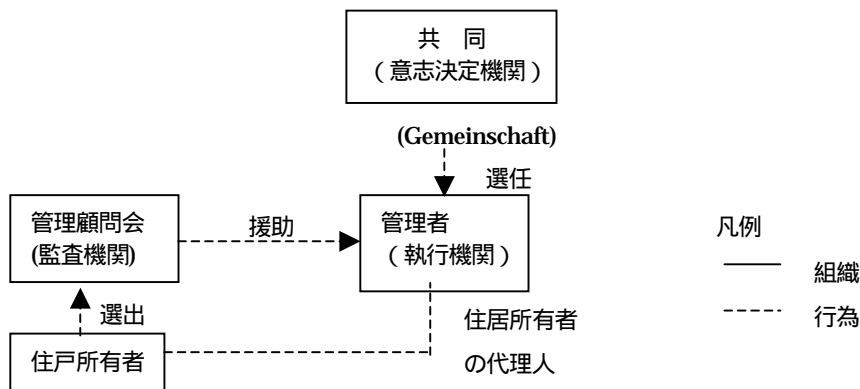 共 同
（意志決定機関）
(Gemeinschaft)
選任
管理顧問会
(監査機関)
援助
管理者
（執行機関）
凡例
組織
行為
選出
住戸所有者
住居所有者
の代理人